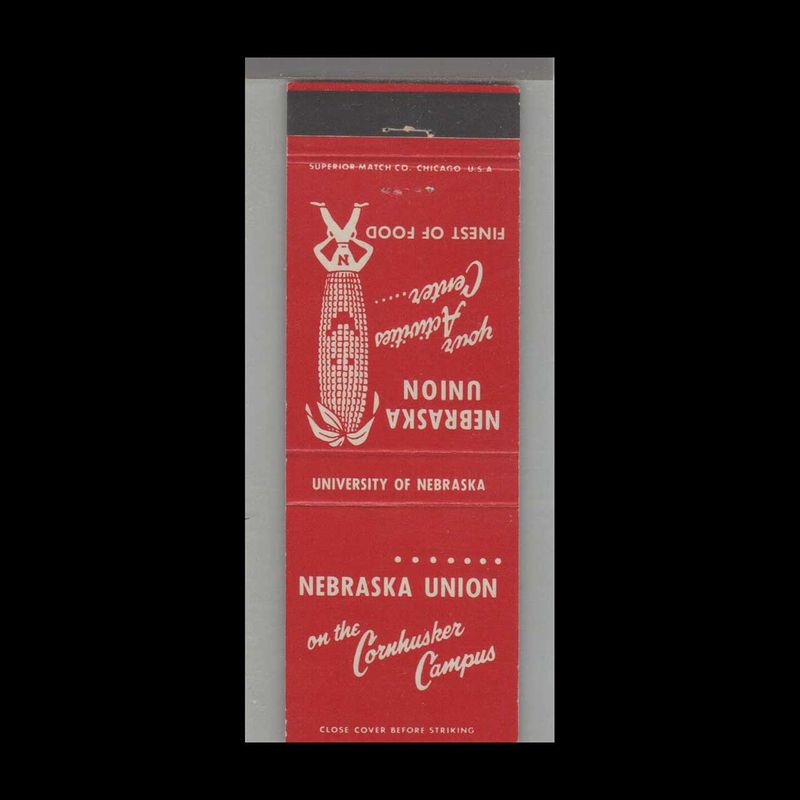 SUPERIOR MATCH CO. CHICAGO U.S.A
NEBRASKA
UNION
your Activities
Center.....
FINEST OF FOOD
N
UNIVERSITY OF NEBRASKA
.......
NEBRASKA UNION
on the Cornhusker
Campus
CLOSE COVER BEFORE STRIKING